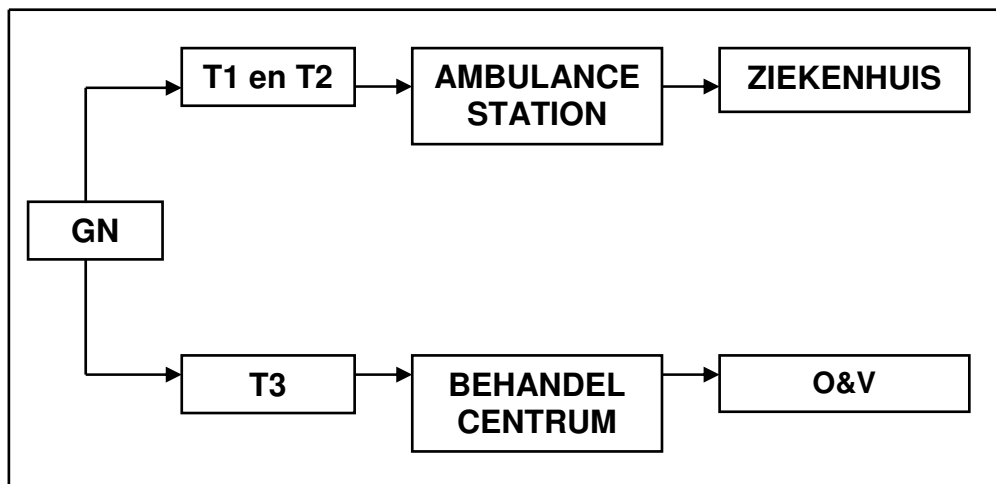 T1 en T2
AMBULANCE
STATION
ZIEKENHUIS
GN
T3
BEHANDEL
CENTRUM
O&V